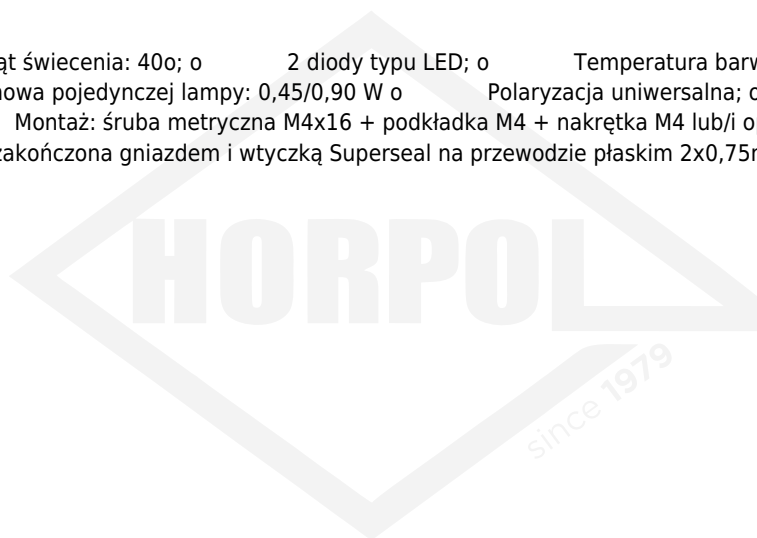 ąt świecenia: 40o; o 2 diody typu LED; o Temperatura barw
nowa pojedynczej lampy: 0,45/0,90 W o Polaryzacja uniwersalna; o
Montaż: śruba metryczna M4x16 + podkładka M4 + nakrętka M4 lub/i op
zakończona gniazdem i wtyczką Superseal na przewodzie płaskim 2x0,75m
HORPOL
since 1979